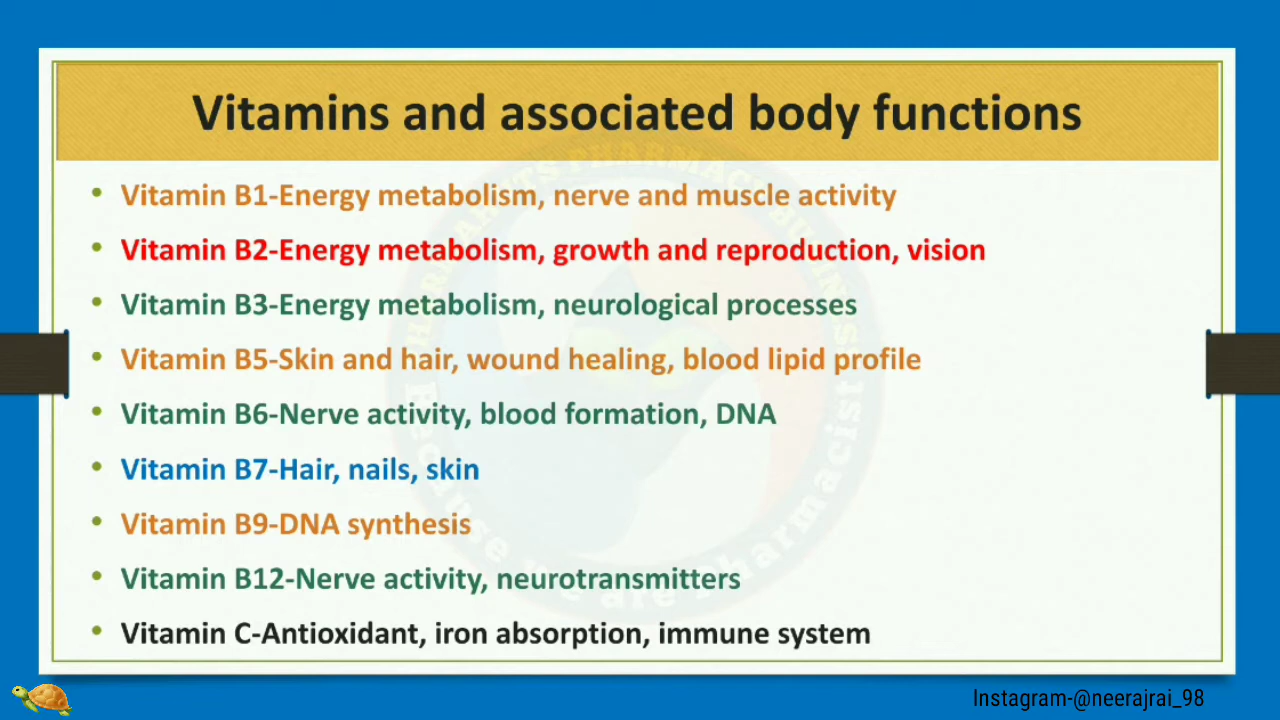 Vitamins and associated body functions
• Vitamin B1-Energy metabolism, nerve and muscle activity
• Vitamin B2-Energy metabolism, growth and reproduction, vision
• Vitamin B3-Energy metabolism, neurological processes
• Vitamin B5-Skin and hair, wound healing, blood lipid profile
• Vitamin B6-Nerve activity, blood formation, DNA
• Vitamin B7-Hair, nails, skin
• Vitamin B9-DNA synthesis
• Vitamin B12-Nerve activity, neurotransmitters
• Vitamin C-Antioxidant, iron absorption, immune system
Instagram-@neerajrai_98